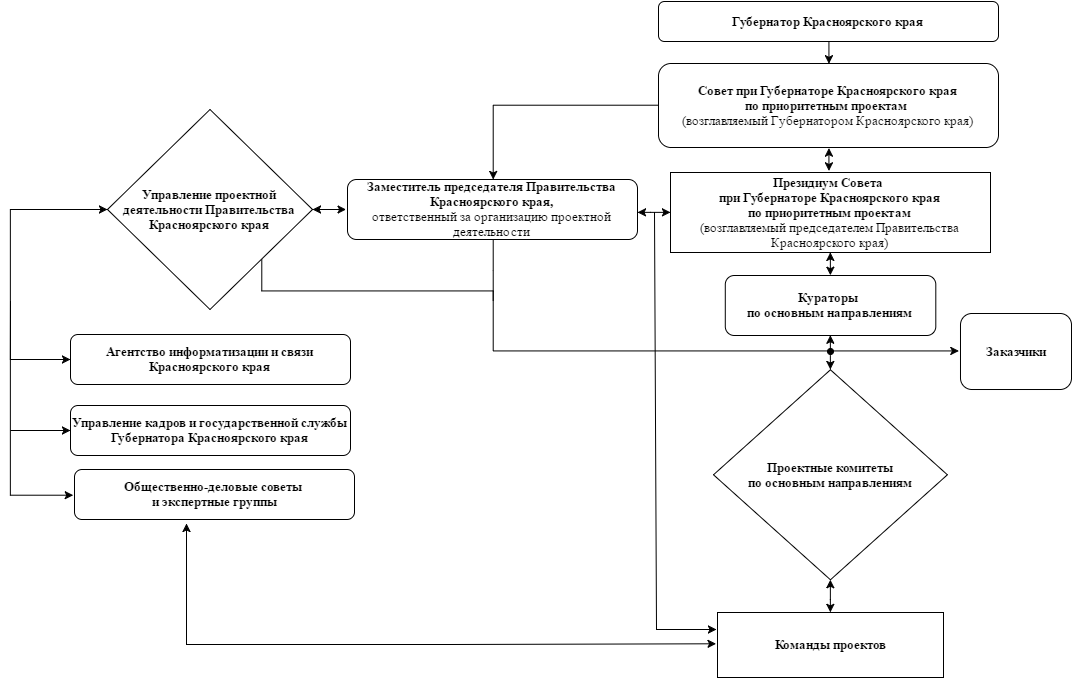 Губернатор Красноярского края
Совет при Губернаторе Красноярского края
по приоритетным проектам
(возглавляемый Губернатором Красноярского края)
Управление проектной
деятельности Правительства
Красноярского края
Заместитель председателя Правительства
Красноярского края,
ответственный за организацию проектной
деятельности
Президиум Совета
при Губернаторе Красноярского края
по приоритетным проектам
(возглавляемый председателем Правительства
Красноярского края)
Кураторы
по основным направлениям
Заказчики
Агентство информатизации и связи
Красноярского края
Управление кадров и государственной службы
Губернатора Красноярского края
Общественно-деловые советы
и экспертные группы
Проектные комитеты
по основным направлениям
Команды проектов